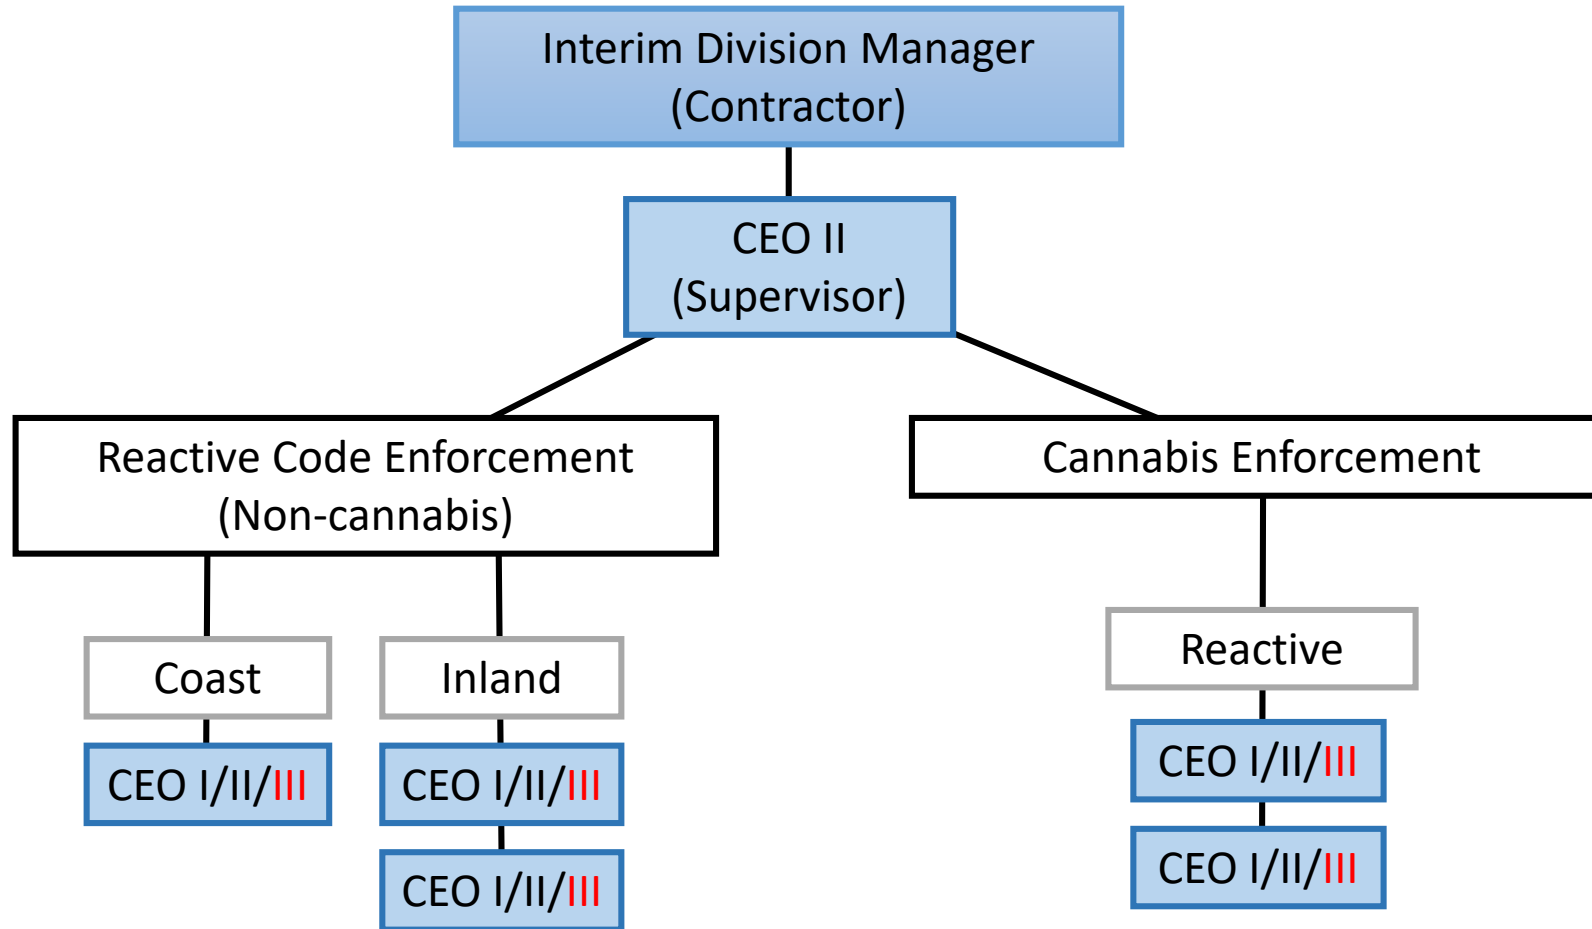 Interim Division Manager
(Contractor)
CEO II
(Supervisor)
Reactive Code Enforcement
(Non-cannabis)
Cannabis Enforcement
Coast
Inland
Reactive
CEO I/II/III
CEO I/II/III
CEO I/II/III
CEO I/II/III
CEO I/II/III